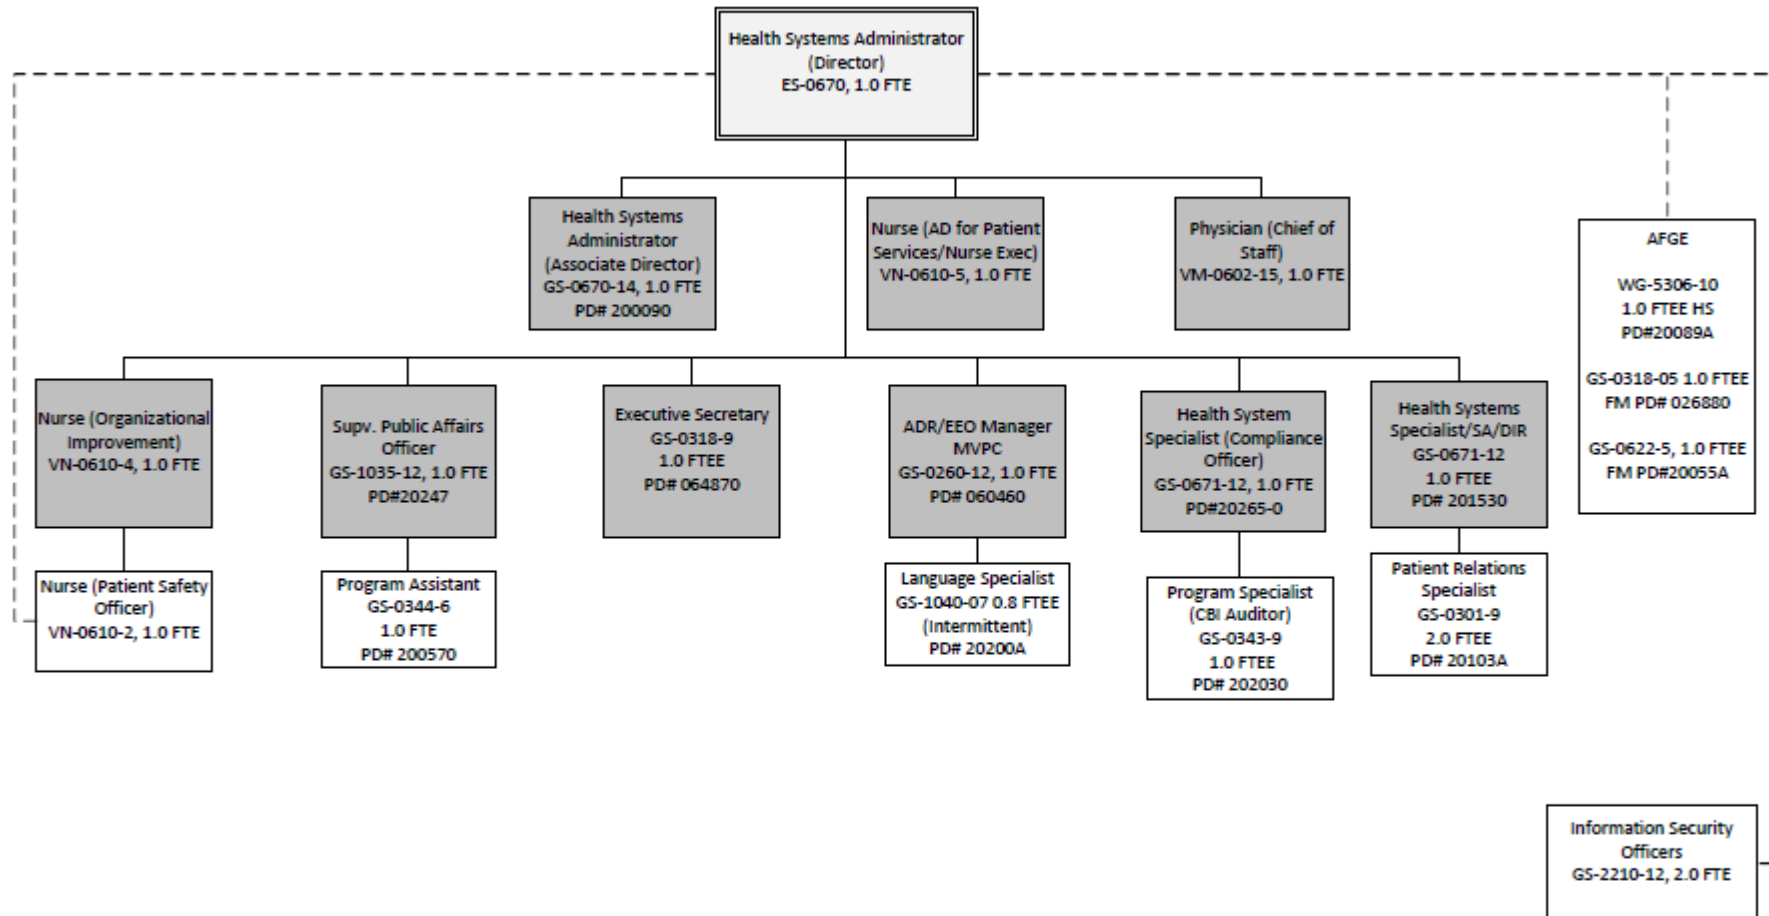 Health Systems Administrator
(Director)
ES-0670, 1.0 FTE
Health Systems
Administrator
(Associate Director)
GS-0670-14, 1.0 FTE
PD# 200090
Nurse (AD for Patient
Services/Nurse Exec)
VN-0610-5, 1.0 FTE
Physician (Chief of
Staff)
VM-0602-15, 1.0 FTE
AFGE
WG-5306-10
1.0 FTEE HS
PD#20089A
GS-0318-05 1.0 FTEE
FM PD# 026880
GS-0622-5, 1.0 FTEE
FM PD#20055A
Nurse (Organizational
Improvement)
VN-0610-4, 1.0 FTE
Supv. Public Affairs
Officer
GS-1035-12, 1.0 FTE
PD#20247
Executive Secretary
GS-0318-9
1.0 FTEE
PD# 064870
ADR/EEO Manager
MVPC
GS-0260-12, 1.0 FTE
PD# 060460
Health System
Specialist (Compliance
Officer)
GS-0671-12, 1.0 FTE
PD#20265-0
Health Systems
Specialist/SA/DIR
GS-0671-12
1.0 FTEE
PD# 201530
Nurse (Patient Safety
Officer)
VN-0610-2, 1.0 FTE
Program Assistant
GS-0344-6
1.0 FTE
PD# 200570
Language Specialist
GS-1040-07 0.8 FTEE
(Intermittent)
PD# 20200A
Program Specialist
(CBI Auditor)
GS-0343-9
1.0 FTEE
PD# 202030
Patient Relations
Specialist
GS-0301-9
2.0 FTEE
PD# 20103A
Information Security
Officers
GS-2210-12, 2.0 FTE